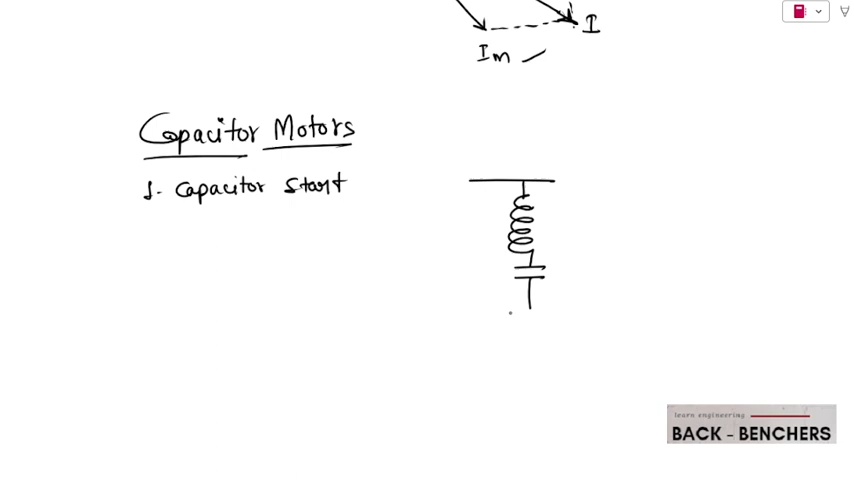 I
Im
Capacitor Motors
1. Capacitor Start
learn engineering
BACK - BENCHERS